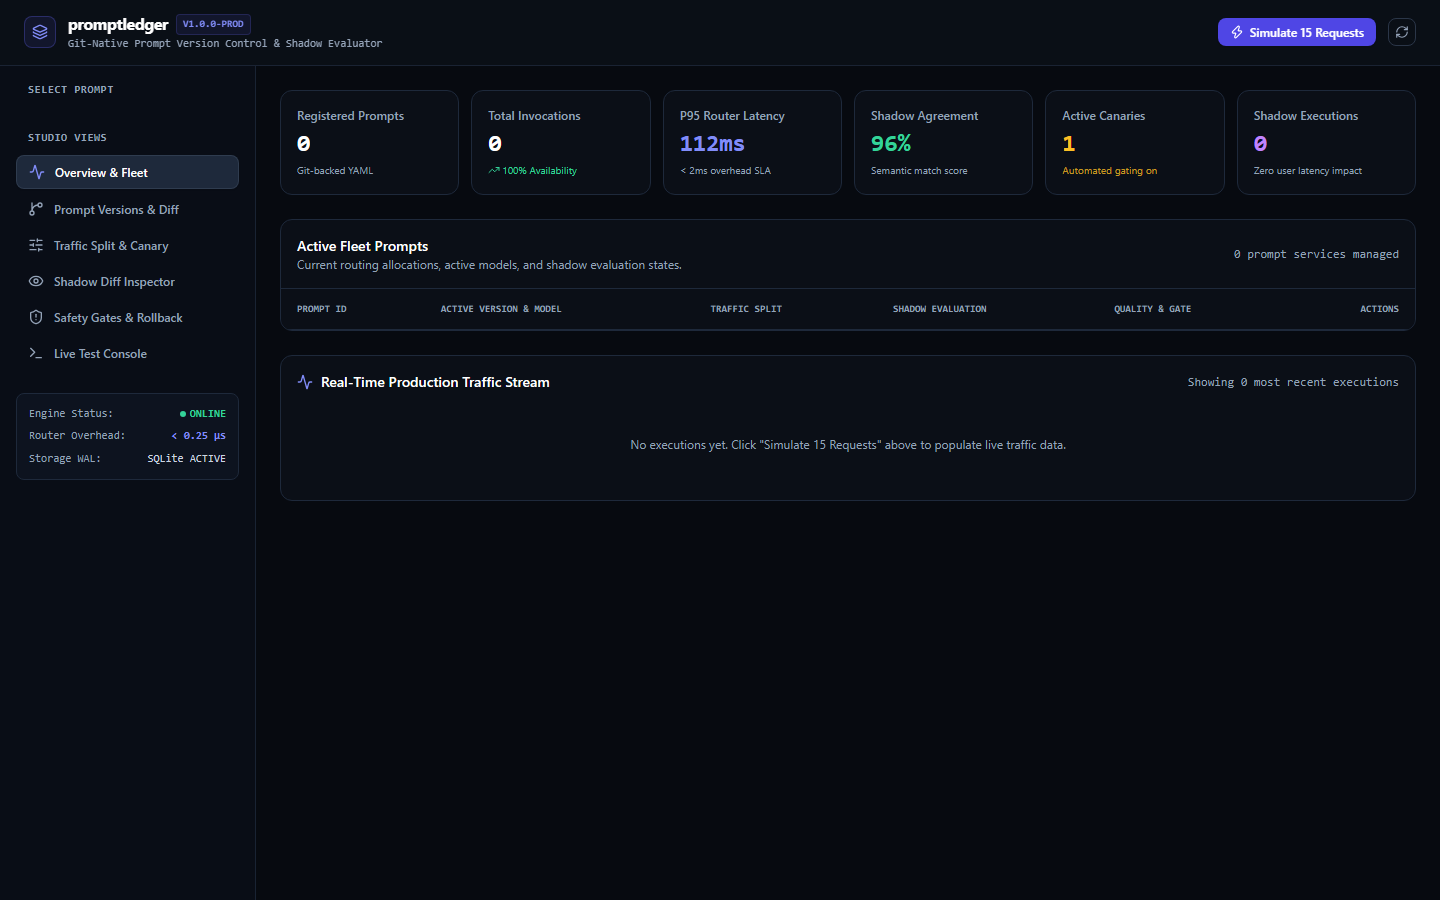 promptledger V1.0.0-PROD
Git-Native Prompt Version Control & Shadow Evaluator
Simulate 15 Requests
SELECT PROMPT
STUDIO VIEWS
Overview & Fleet
Prompt Versions & Diff
Traffic Split & Canary
Shadow Diff Inspector
Safety Gates & Rollback
Live Test Console
Engine Status: ONLINE
Router Overhead: < 0.25 µs
Storage WAL: SQLite ACTIVE
Registered Prompts
0
Git-backed YAML
Total Invocations
0
100% Availability
P95 Router Latency
112ms
< 2ms overhead SLA
Shadow Agreement
96%
Semantic match score
Active Canaries
1
Automated gating on
Shadow Executions
0
Zero user latency impact
Active Fleet Prompts
Current routing allocations, active models, and shadow evaluation states.
0 prompt services managed
PROMPT ID ACTIVE VERSION & MODEL TRAFFIC SPLIT SHADOW EVALUATION QUALITY & GATE ACTIONS
Real-Time Production Traffic Stream
Showing 0 most recent executions
No executions yet. Click "Simulate 15 Requests" above to populate live traffic data.